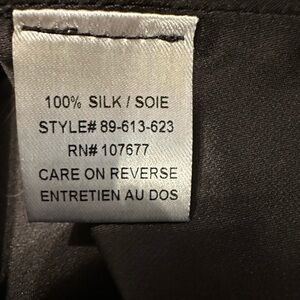 100% SILK / SOIE
STYLE# 89-613-623
RN# 107677
CARE ON REVERSE
ENTRETIEN AU DOS